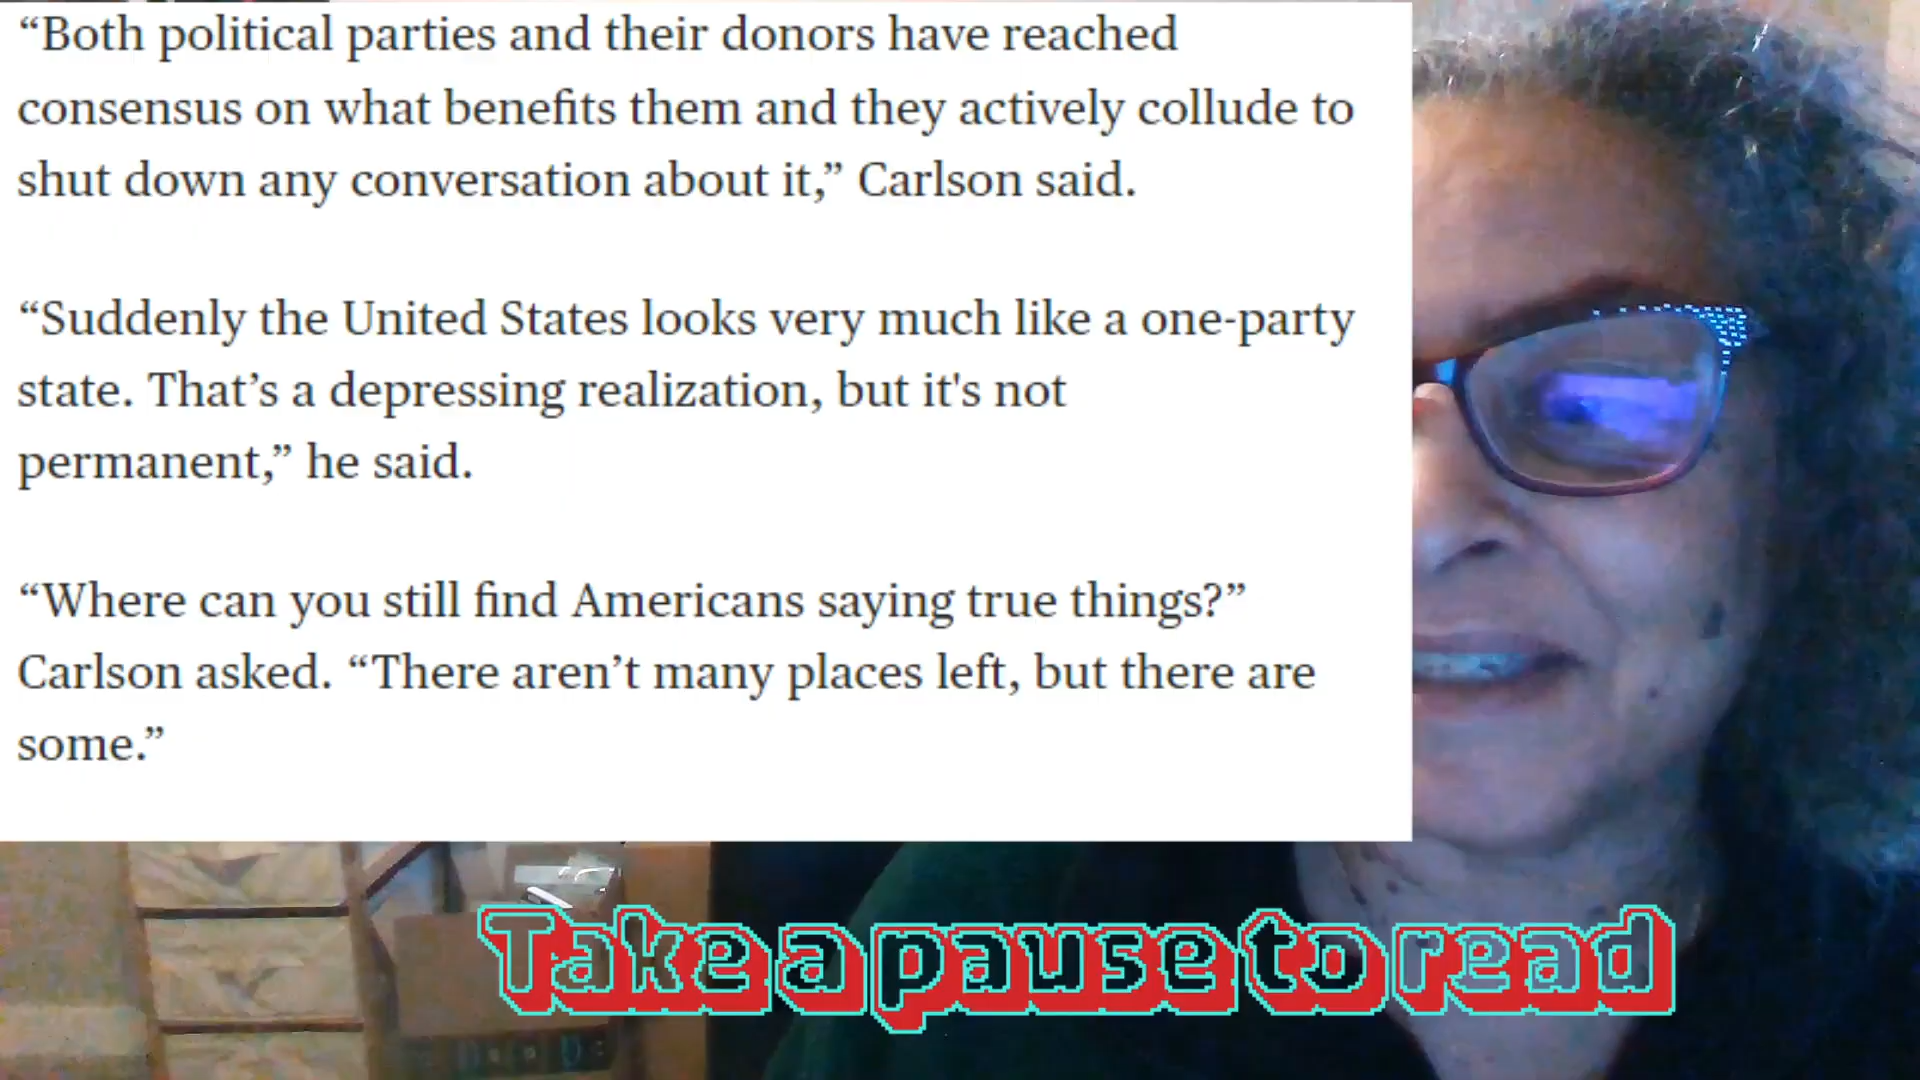 “Both political parties and their donors have reached
consensus on what benefits them and they actively collude to
shut down any conversation about it,” Carlson said.
“Suddenly the United States looks very much like a one-party
state. That’s a depressing realization, but it's not
permanent,” he said.
“Where can you still find Americans saying true things?”
Carlson asked. “There aren’t many places left, but there are
some.”
Take a pause to read